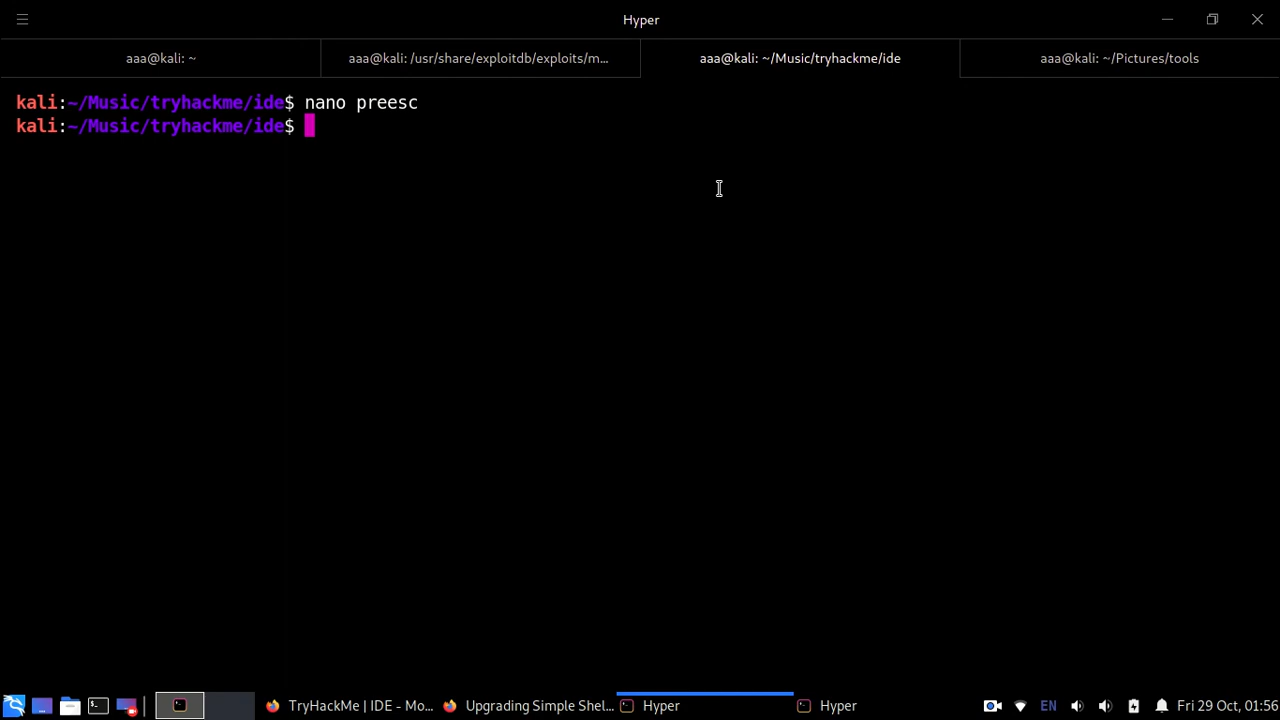 Hyper
aaa@kali: ~
aaa@kali: /usr/share/exploitdb/exploits/m...
aaa@kali: ~/Music/tryhackme/ide
aaa@kali: ~/Pictures/tools
kali:~/Music/tryhackme/ide$ nano preesc
kali:~/Music/tryhackme/ide$
TryHackMe | IDE - Mo...
Upgrading Simple Shel...
Hyper
Hyper
EN
Fri 29 Oct, 01:56